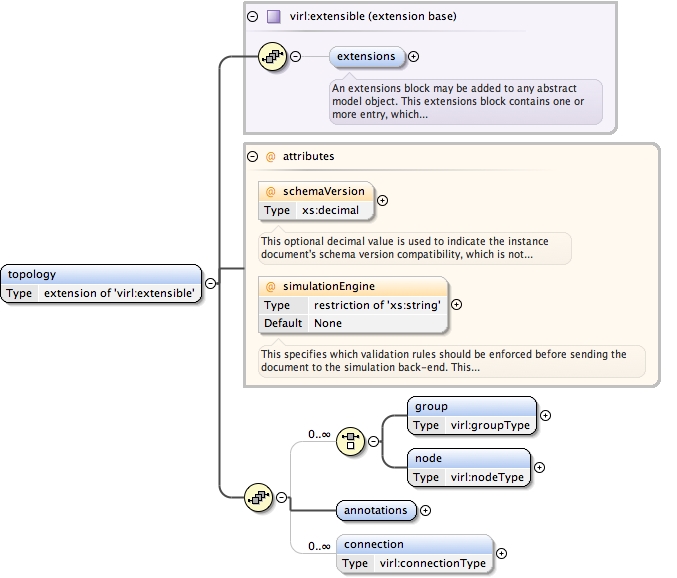 virl:extensible (extension base)
extensions
An extensions block may be added to any abstract
model object. This extensions block contains one or
more entry, which...
@ attributes
@ schemaVersion
Type xs:decimal
This optional decimal value is used to indicate the instance
document's schema version compatibility, which is not...
topology
Type extension of 'virl:extensible'
@ simulationEngine
Type restriction of 'xs:string'
Default None
This specifies which validation rules should be enforced before sending the
document to the simulation back-end. This...
group
Type virl:groupType
0..∞
node
Type virl:nodeType
annotations
0..∞
connection
Type virl:connectionType